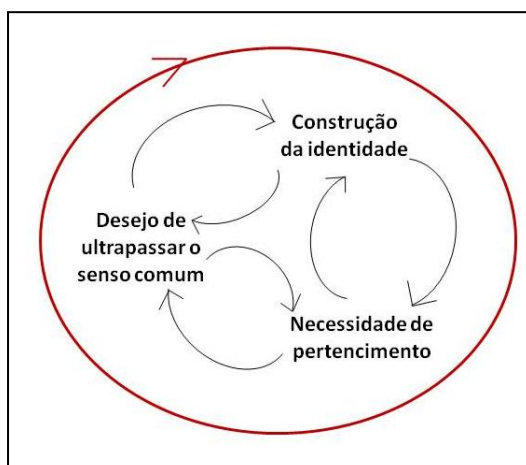 Construção
da identidade
Desejo de
ultrapassar o
senso comum
Necessidade de
pertencimento